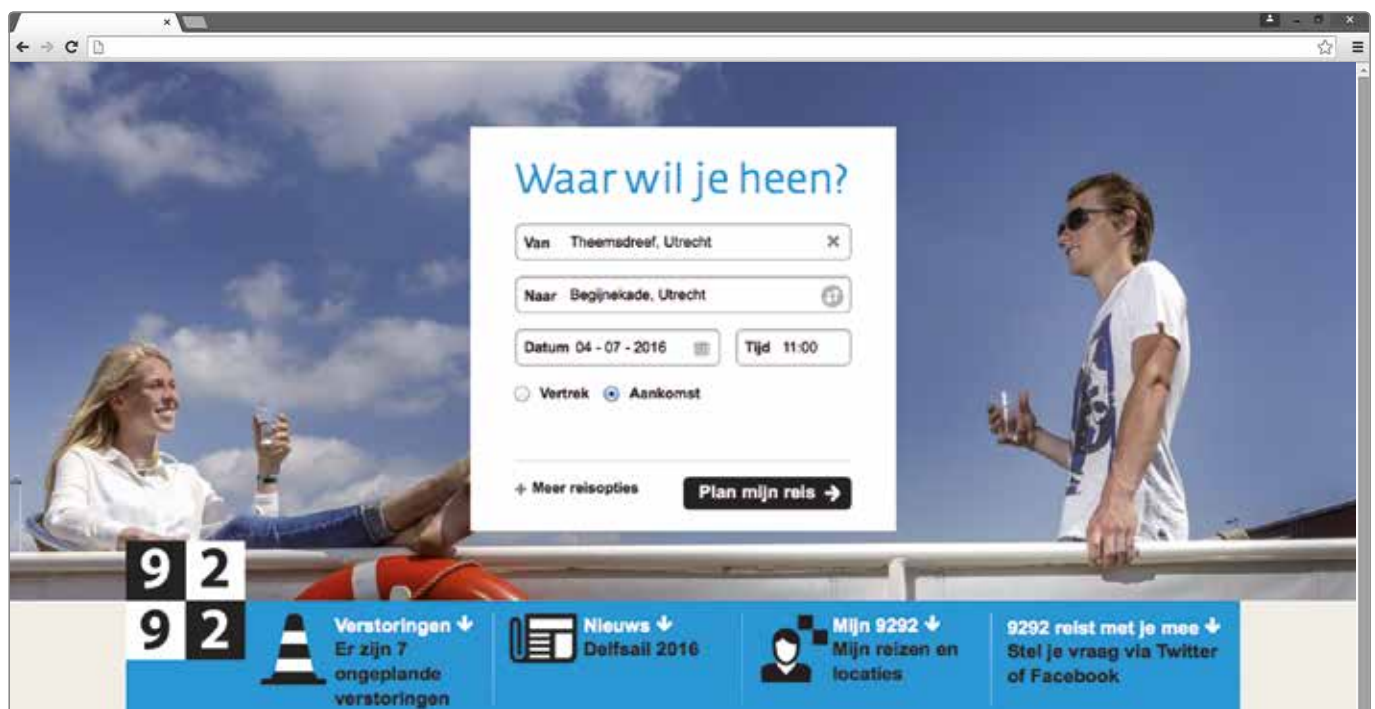 Waar wil je heen?
Van Theemsdreef, Utrecht
Naar Begijnekade, Utrecht
Datum 04 - 07 - 2016 Tijd 11:00
Vertrek Aankomst
+ Meer reisopties Plan mijn reis →
9 2
9 2
Verstoringen ↓
Er zijn 7
ongeplande
verstoringen
Nieuws ↓
Delfsail 2016
Mijn 9292 ↓
Mijn reizen en
locaties
9292 reist met je mee ↓
Stel je vraag via Twitter
of Facebook